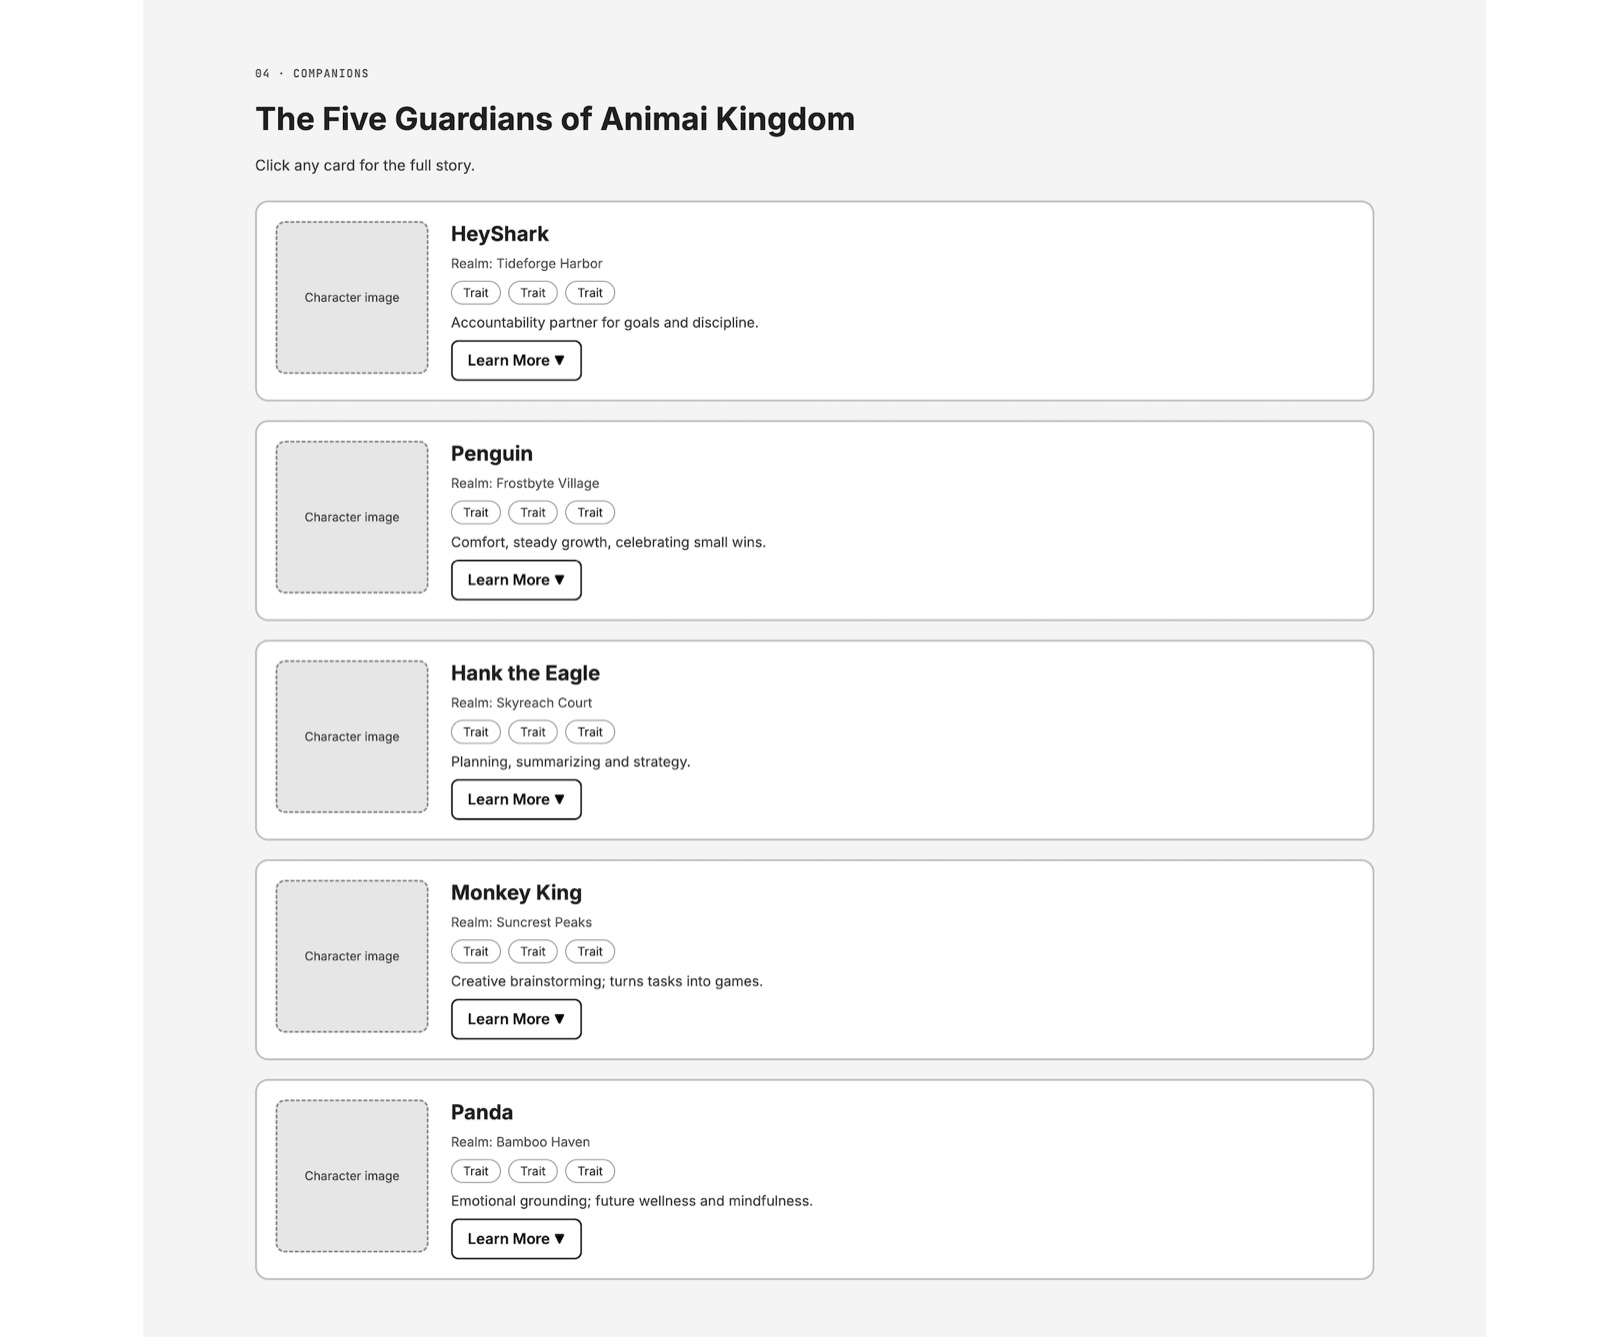 04 · COMPANIONS
The Five Guardians of Animai Kingdom
Click any card for the full story.
Character image
HeyShark
Realm: Tideforge Harbor
Trait Trait Trait
Accountability partner for goals and discipline.
Learn More ▼
Character image
Penguin
Realm: Frostbyte Village
Trait Trait Trait
Comfort, steady growth, celebrating small wins.
Learn More ▼
Character image
Hank the Eagle
Realm: Skyreach Court
Trait Trait Trait
Planning, summarizing and strategy.
Learn More ▼
Character image
Monkey King
Realm: Suncrest Peaks
Trait Trait Trait
Creative brainstorming; turns tasks into games.
Learn More ▼
Character image
Panda
Realm: Bamboo Haven
Trait Trait Trait
Emotional grounding; future wellness and mindfulness.
Learn More ▼